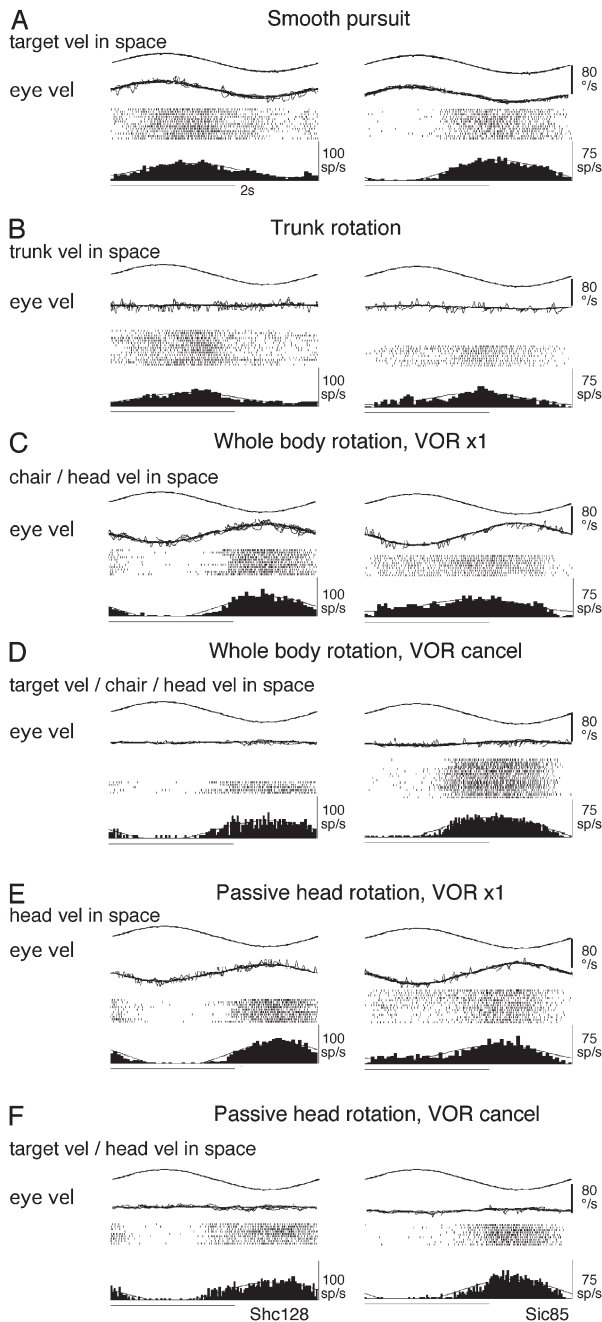 A Smooth pursuit
target vel in space
80
°/s
eye vel
100
sp/s
75
sp/s
2s
B Trunk rotation
trunk vel in space
80
°/s
eye vel
100
sp/s
75
sp/s
C Whole body rotation, VOR x1
chair / head vel in space
80
°/s
eye vel
100
sp/s
75
sp/s
D Whole body rotation, VOR cancel
target vel / chair / head vel in space
80
°/s
eye vel
100
sp/s
75
sp/s
E Passive head rotation, VOR x1
head vel in space
80
°/s
eye vel
100
sp/s
75
sp/s
F Passive head rotation, VOR cancel
target vel / head vel in space
80
°/s
eye vel
100
sp/s
75
sp/s
Shc128 Sic85